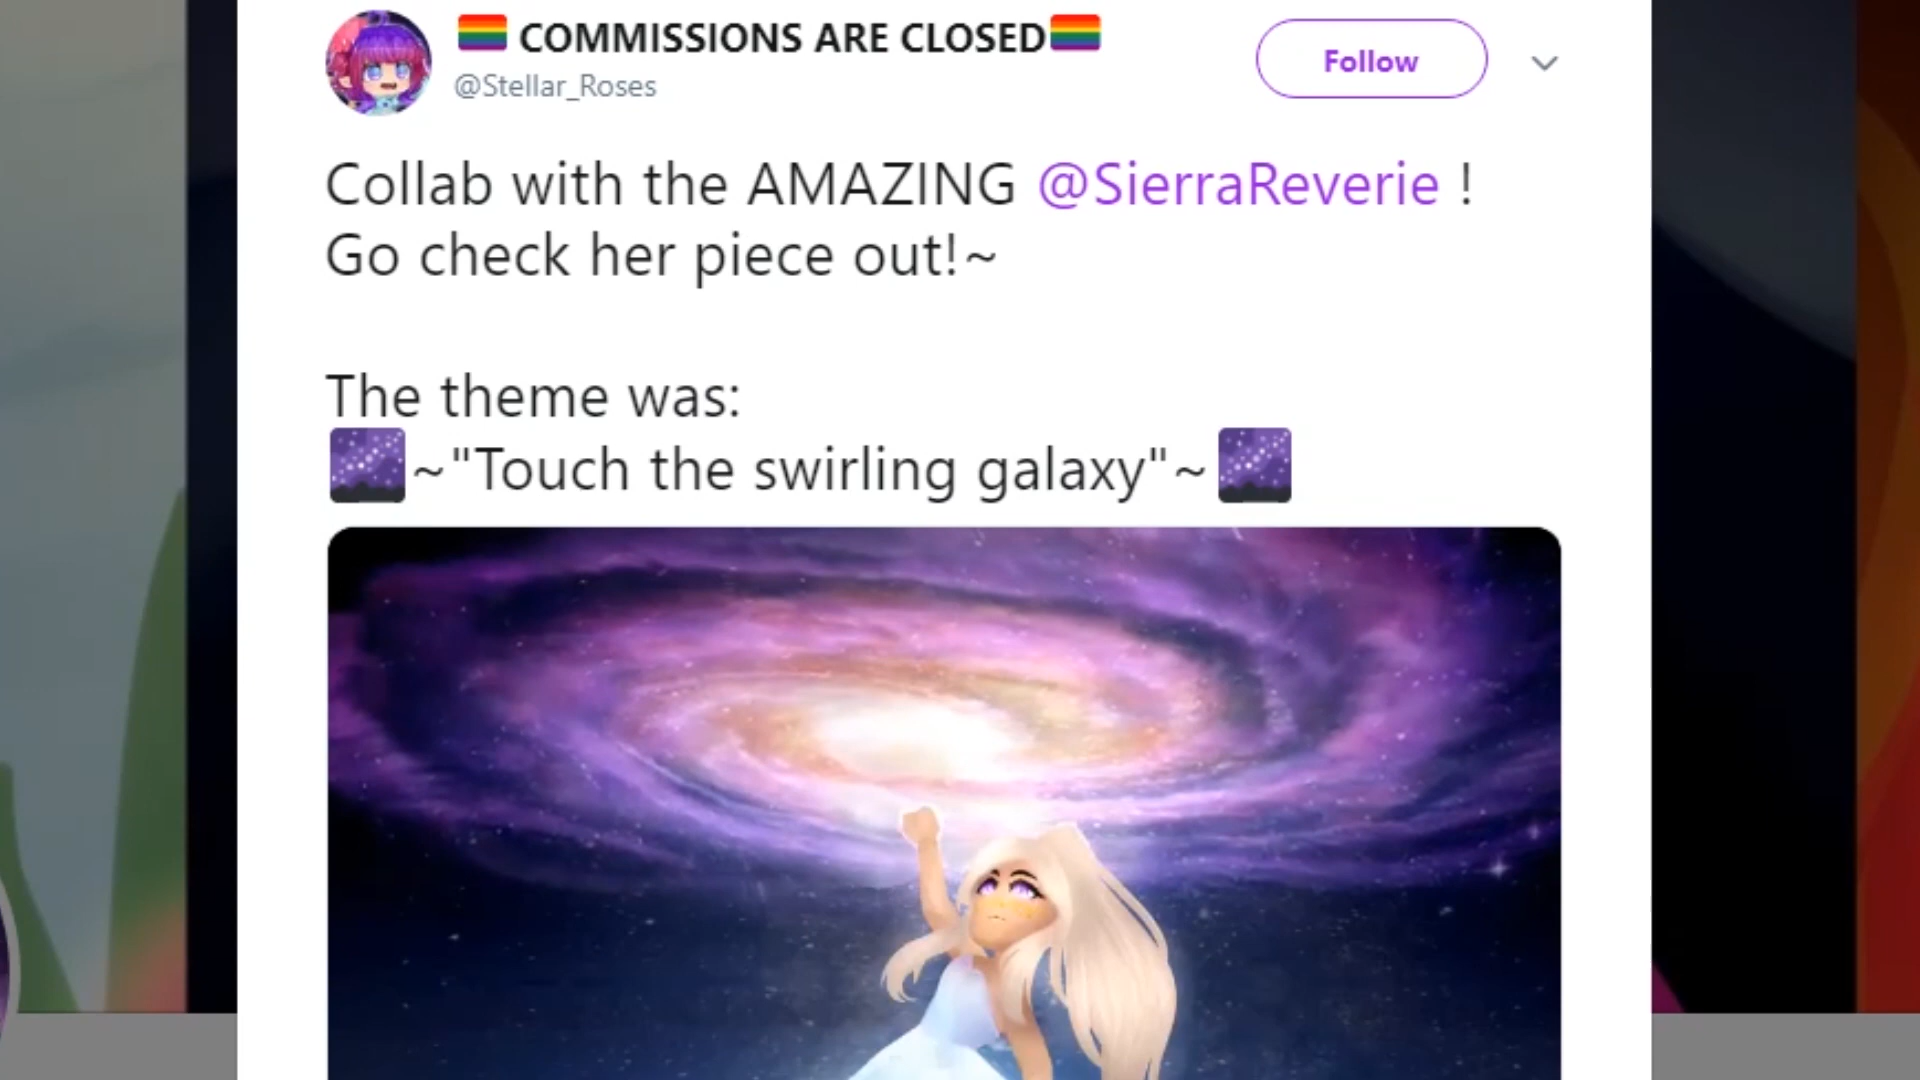 🏳️‍🌈 COMMISSIONS ARE CLOSED🏳️‍🌈
@Stellar_Roses
Follow
Collab with the AMAZING @SierraReverie !
Go check her piece out!~
The theme was:
🌌~"Touch the swirling galaxy"~🌌